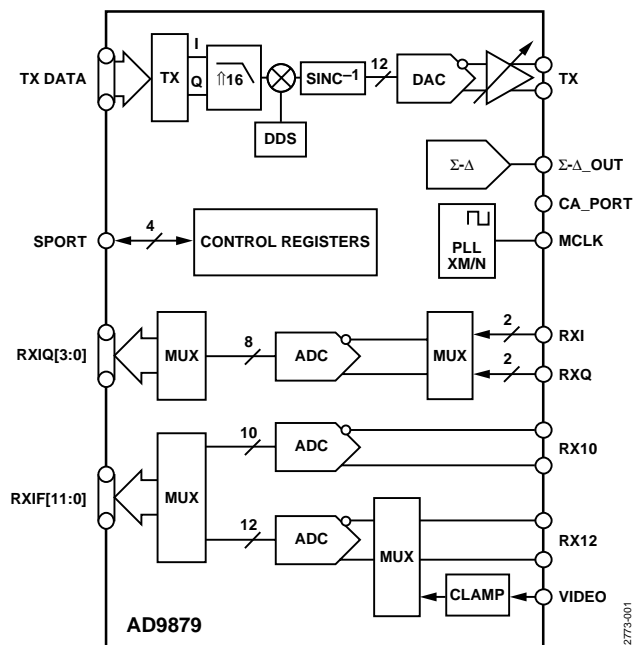 TX DATA
TX
I
Q
⇑16
DDS
SINC⁻¹
12
DAC
TX
Σ-Δ
Σ-Δ_OUT
CA_PORT
SPORT
4
CONTROL REGISTERS
PLL
XM/N
MCLK
RXIQ[3:0]
MUX
8
ADC
MUX
2
RXI
2
RXQ
RXIF[11:0]
MUX
10
ADC
RX10
12
ADC
MUX
RX12
CLAMP
VIDEO
AD9879
2773-001